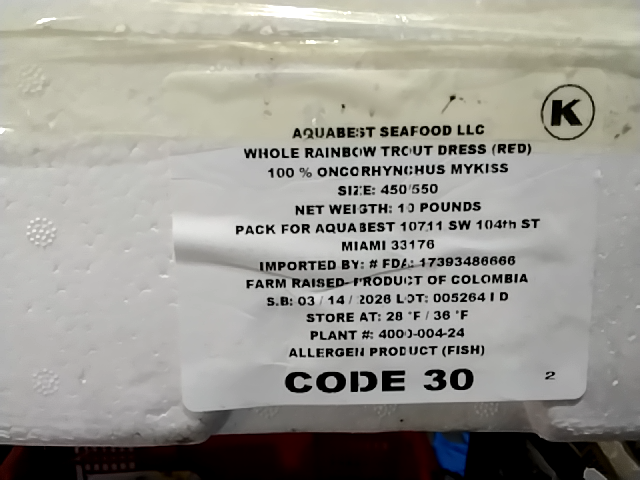 K
AQUABEST SEAFOOD LLC
WHOLE RAINBOW TROUT DRESS (RED)
100 % ONCORHYNCHUS MYKISS
SIZE: 450/550
NET WEIGTH: 10 POUNDS
PACK FOR AQUABEST 10711 SW 104th ST
MIAMI 33176
IMPORTED BY: # FDA: 17393486666
FARM RAISED- PRODUCT OF COLOMBIA
S.B: 03 / 14 / 2026 LOT: 005264 I D
STORE AT: 28 °F / 36 °F
PLANT #: 4000-004-24
ALLERGEN PRODUCT (FISH)
CODE 30
2